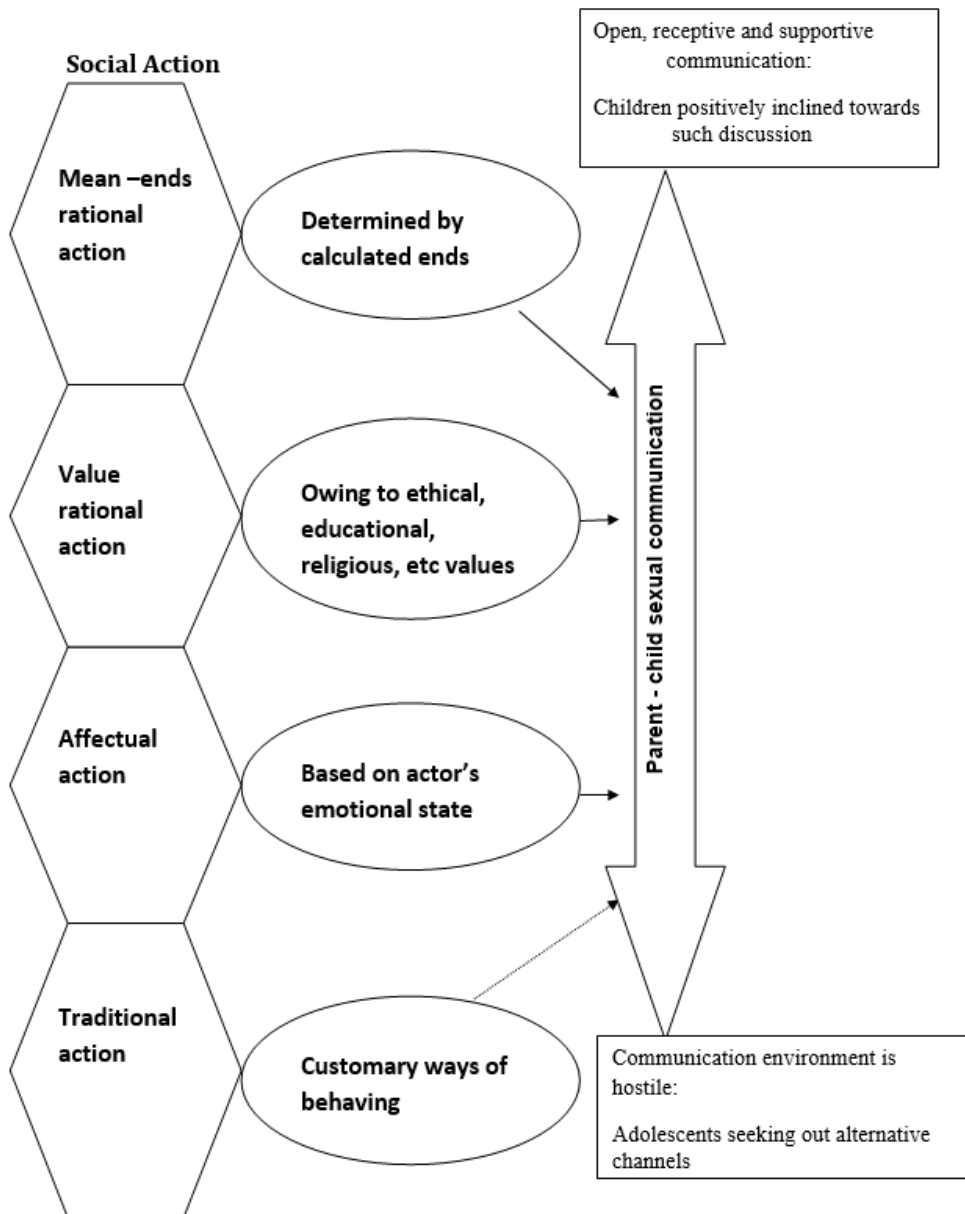 Social Action
Mean –ends
rational
action
Determined by
calculated ends
Open, receptive and supportive
communication:
Children positively inclined towards
such discussion
Value
rational
action
Owing to ethical,
educational,
religious, etc values
Parent - child sexual communication
Affectual
action
Based on actor’s
emotional state
Traditional
action
Customary ways of
behaving
Communication environment is
hostile:
Adolescents seeking out alternative
channels